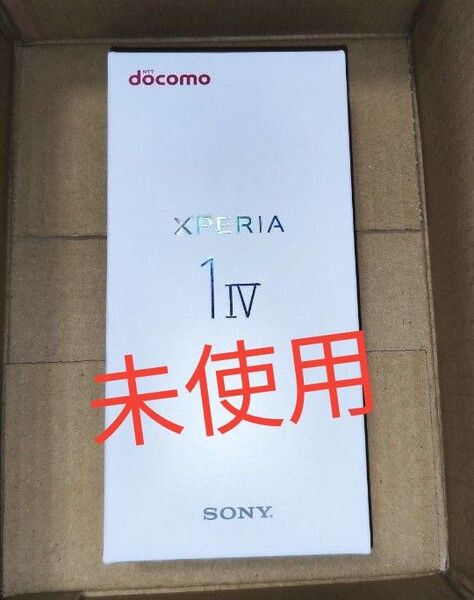 NTT
docomo
XPERIA
1 IV
未使用
SONY